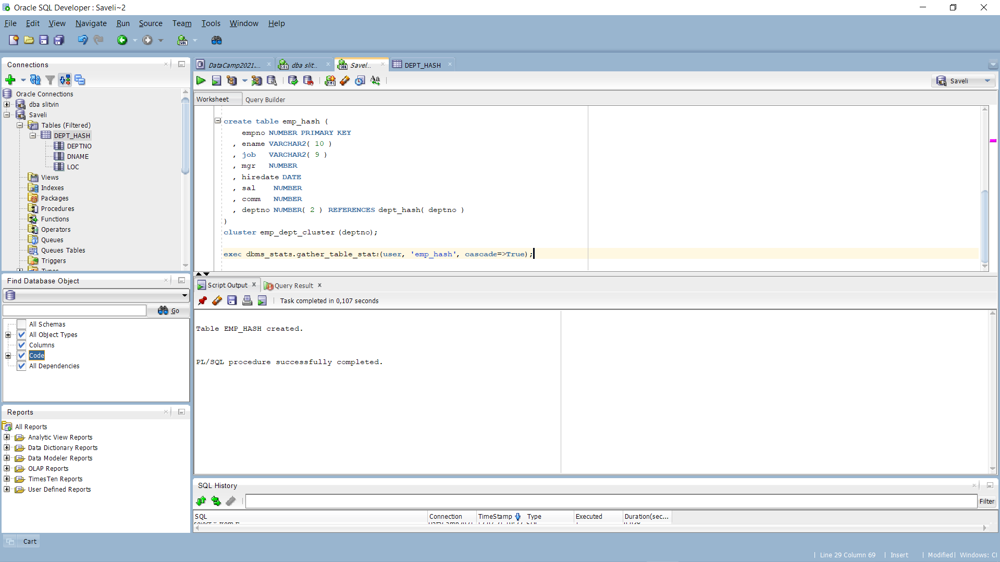 Oracle SQL Developer : Saveli~2
File Edit View Navigate Run Source Team Tools Window Help
Connections
Oracle Connections
dba slitvin
Saveli
Tables (Filtered)
DEPT_HASH
DEPTNO
DNAME
LOC
Views
Indexes
Packages
Procedures
Functions
Operators
Queues
Queues Tables
Triggers
Types
Find Database Object
Go
All Schemas
All Object Types
Columns
Code
All Dependencies
Reports
All Reports
Analytic View Reports
Data Dictionary Reports
Data Modeler Reports
OLAP Reports
TimesTen Reports
User Defined Reports
DataCamp2021.... dba slit.. Savel... DEPT_HASH
Saveli
Worksheet Query Builder
create table emp_hash (
empno NUMBER PRIMARY KEY
, ename VARCHAR2( 10 )
, job VARCHAR2( 9 )
, mgr NUMBER
, hiredate DATE
, sal NUMBER
, comm NUMBER
, deptno NUMBER( 2 ) REFERENCES dept_hash( deptno )
)
cluster emp_dept_cluster (deptno);
exec dbms_stats.gather_table_stats(user, 'emp_hash', cascade=>True);
Script Output Query Result
Task completed in 0,107 seconds
Table EMP_HASH created.
PL/SQL procedure successfully completed.
SQL History
Filter
SQL Connection TimeStamp Type Executed Duration(sec...
Cart
Line 29 Column 69 Insert Modified Windows: Cl